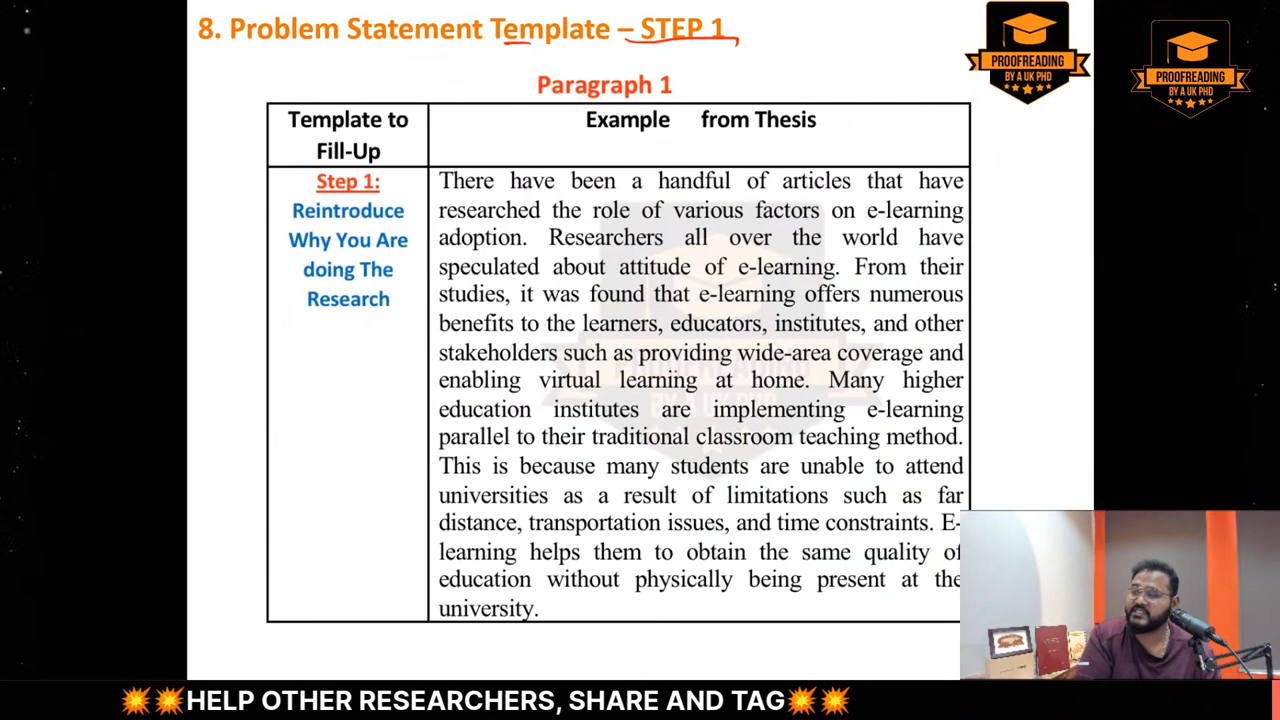 8. Problem Statement Template – STEP 1
PROOFREADING
BY A UK PHD
PROOFREADING
BY A UK PHD
Paragraph 1
Template to
Fill-Up
Example from Thesis
Step 1:
Reintroduce
Why You Are
doing The
Research
There have been a handful of articles that have
researched the role of various factors on e-learning
adoption. Researchers all over the world have
speculated about attitude of e-learning. From their
studies, it was found that e-learning offers numerous
benefits to the learners, educators, institutes, and other
stakeholders such as providing wide-area coverage and
enabling virtual learning at home. Many higher
education institutes are implementing e-learning
parallel to their traditional classroom teaching method.
This is because many students are unable to attend
universities as a result of limitations such as far
distance, transportation issues, and time constraints. E-
learning helps them to obtain the same quality of
education without physically being present at the
university.
PROOFREADING
BY A UK PHD
💥💥HELP OTHER RESEARCHERS, SHARE AND TAG💥💥